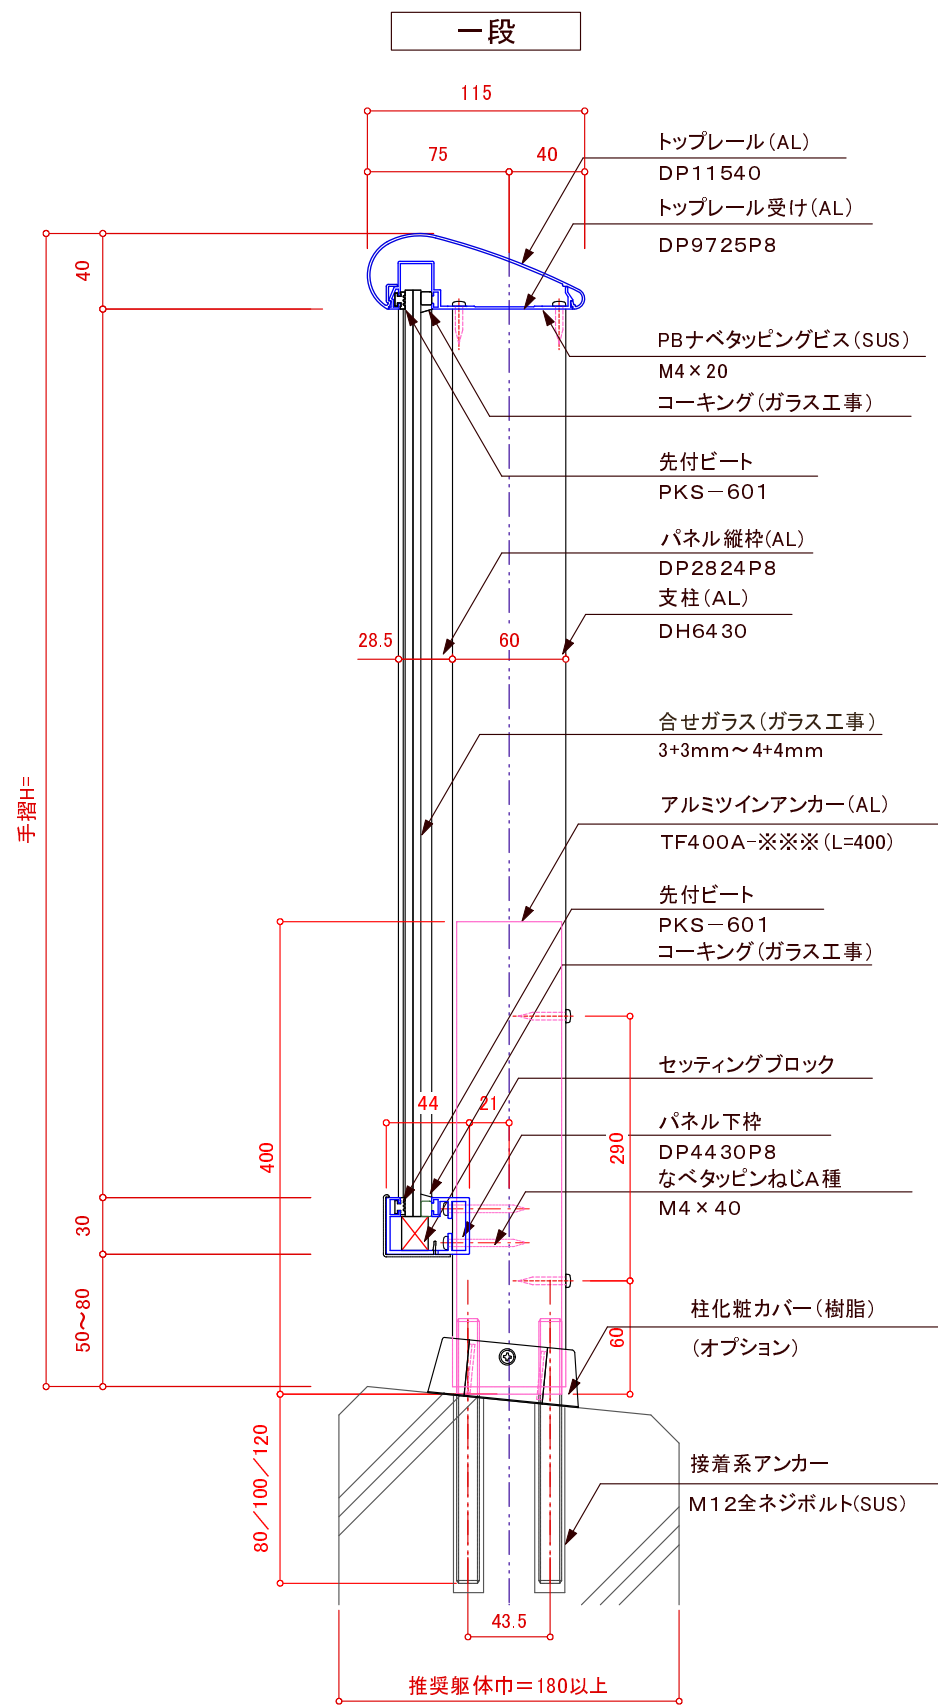 一段
115
75
40
トップレール(AL)
DP11540
トップレール受け(AL)
DP9725P8
40
PBナベタッピングビス(SUS)
M4×20
コーキング(ガラス工事)
先付ビート
PKS－601
パネル縦枠(AL)
DP2824P8
支柱(AL)
DH6430
28.5
60
合せガラス(ガラス工事)
3+3mm～4+4mm
手摺H=
アルミツインアンカー(AL)
TF400A-※※※(L=400)
先付ビート
PKS－601
コーキング(ガラス工事)
セッティングブロック
44
21
400
290
パネル下枠
DP4430P8
なベタッピンねじA種
M4×40
30
50～80
60
柱化粧カバー(樹脂)
(オプション)
80/100/120
接着系アンカー
M12全ネジボルト(SUS)
43.5
推奨躯体巾＝180以上